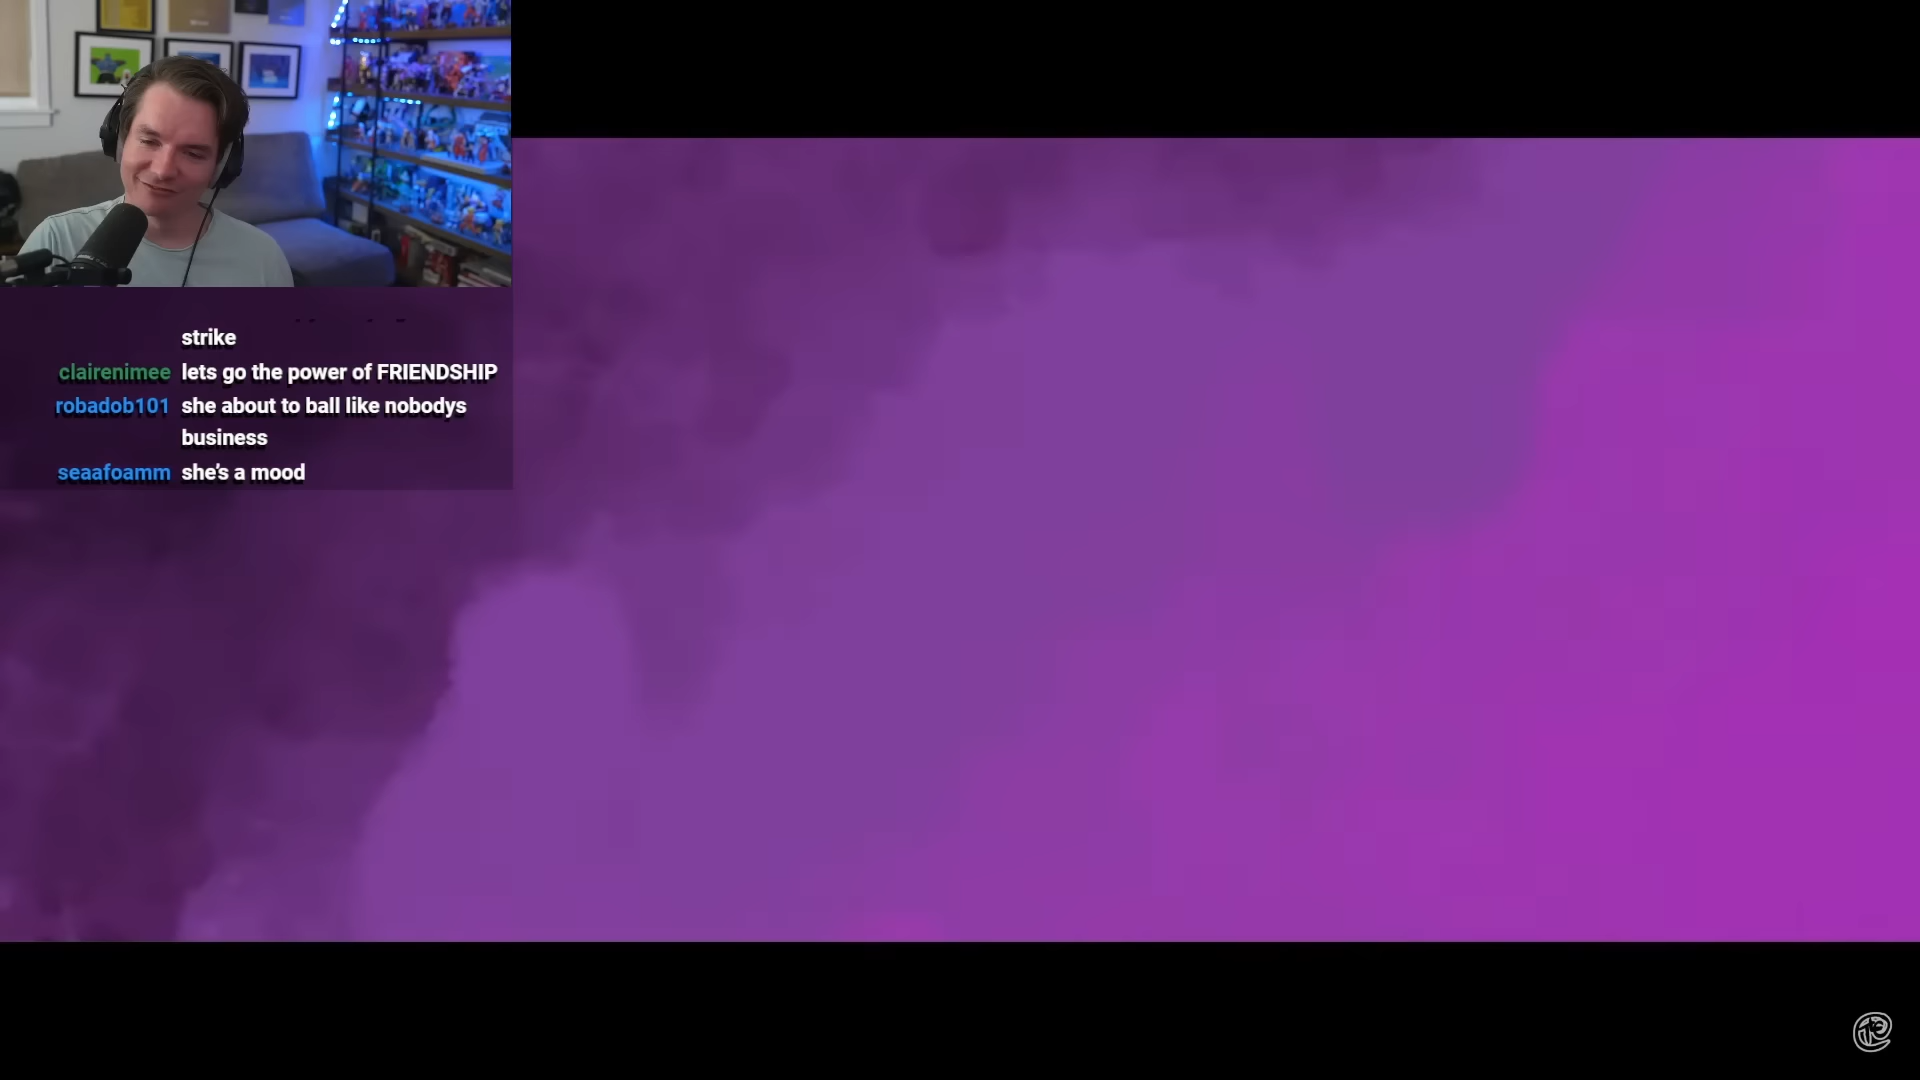 strike
clairenimee lets go the power of FRIENDSHIP
robadob101 she about to ball like nobodys
business
seaafoamm she's a mood